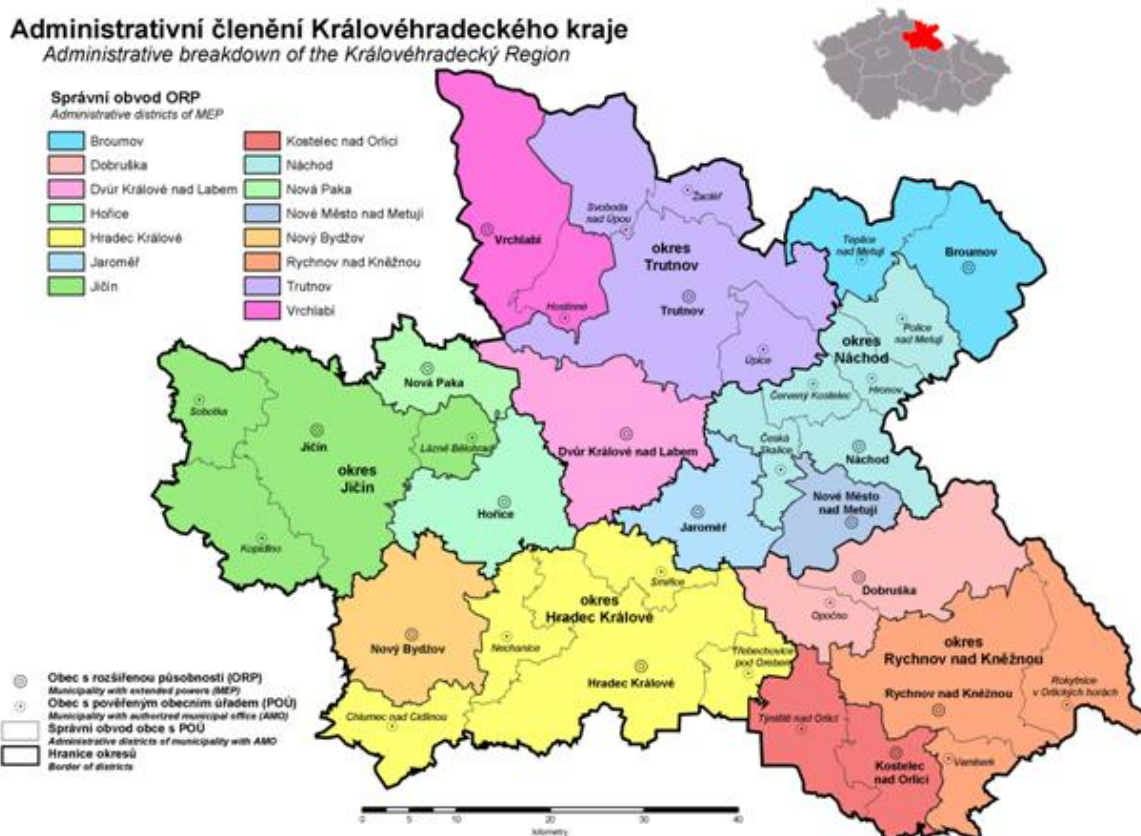 Administrativní členění Královéhradeckého kraje
Administrative breakdown of the Královéhradecký Region
Správní obvod ORP
Administrative districts of MEP
Broumov
Dobruška
Dvůr Králové nad Labem
Hořice
Hradec Králové
Jaroměř
Jičín
Kostelec nad Orlicí
Náchod
Nová Paka
Nové Město nad Metují
Nový Bydžov
Rychnov nad Kněžnou
Trutnov
Vrchlabí
Žacléř
Svoboda
nad Úpou
okres
Trutnov
Vrchlabí
Teplice
nad Metují
Broumov
Trutnov
Hostinné
Police
nad Metují
okres
Náchod
Úpice
Nová Paka
Hronov
Červený Kostelec
Sobotka
Jičín
Lázně Bělohrad
Dvůr Králové nad Labem
Česká
Skalice
Náchod
okres
Jičín
Nové Město
nad Metují
Hořice
Jaroměř
Kopidlno
Smiřice
Dobruška
okres
Hradec Králové
Opočno
Nový Bydžov
Nechanice
okres
Rychnov nad Kněžnou
Třebechovice
pod Orebem
Hradec Králové
Rychnov nad Kněžnou
Rokytnice
v Orlických horách
Chlumec nad Cidlinou
Týniště nad Orlicí
Kostelec
nad Orlicí
Vamberk
Obec s rozšířenou působností (ORP)
Municipality with extended powers (MEP)
Obec s pověřeným obecním úřadem (POÚ)
Municipality with authorized municipal office (AMO)
Správní obvod obce s POÚ
Administrative districts of municipality with AMO
Hranice okresů
Border of districts
0 5 10 20 30 40
kilometry